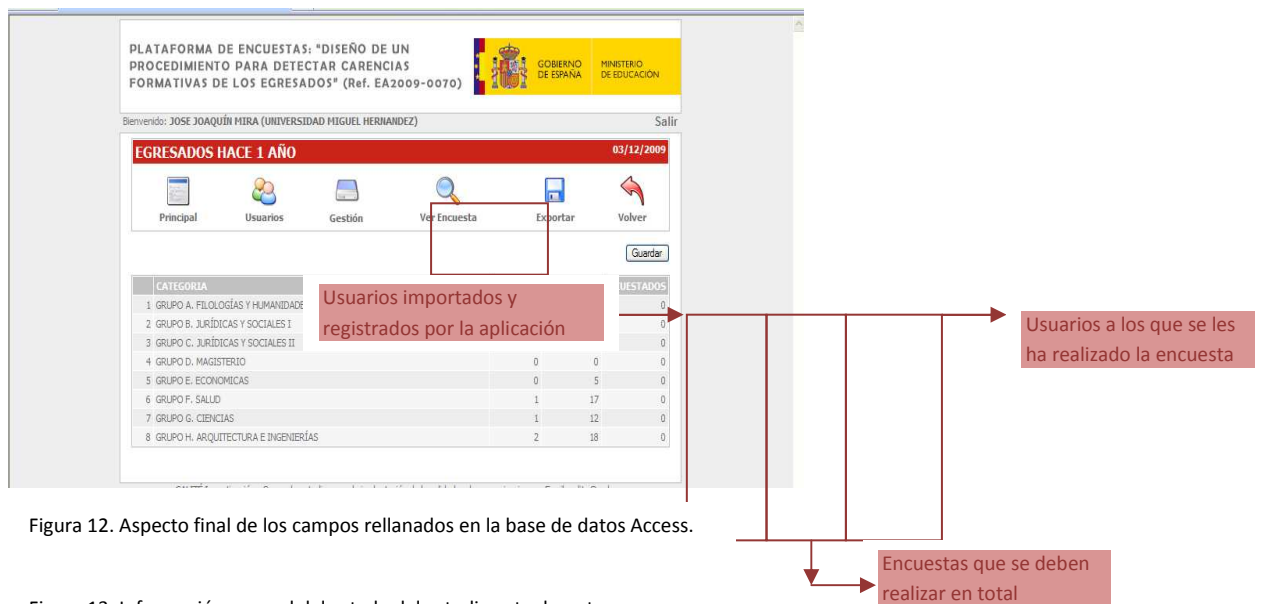 PLATAFORMA DE ENCUESTAS: "DISEÑO DE UN
PROCEDIMIENTO PARA DETECTAR CARENCIAS
FORMATIVAS DE LOS EGRESADOS" (Ref. EA2009-0070)
GOBIERNO
DE ESPAÑA
MINISTERIO
DE EDUCACIÓN
Bienvenido: JOSE JOAQUÍN MIRA (UNIVERSIDAD MIGUEL HERNANDEZ)
Salir
EGRESADOS HACE 1 AÑO
03/12/2009
Principal
Usuarios
Gestión
Ver Encuesta
Exportar
Volver
Guardar
CATEGORIA UESTADOS
1 GRUPO A. FILOLOGÍAS Y HUMANIDADE 0
2 GRUPO B. JURÍDICAS Y SOCIALES I 0
3 GRUPO C. JURÍDICAS Y SOCIALES II 0
4 GRUPO D. MAGISTERIO 0 0 0
5 GRUPO E. ECONOMICAS 0 5 0
6 GRUPO F. SALUD 1 17 0
7 GRUPO G. CIENCIAS 1 12 0
8 GRUPO H. ARQUITECTURA E INGENIERÍAS 2 18 0
Usuarios importados y
registrados por la aplicación
Usuarios a los que se les
ha realizado la encuesta
Figura 12. Aspecto final de los campos rellanados en la base de datos Access.
Encuestas que se deben
realizar en total